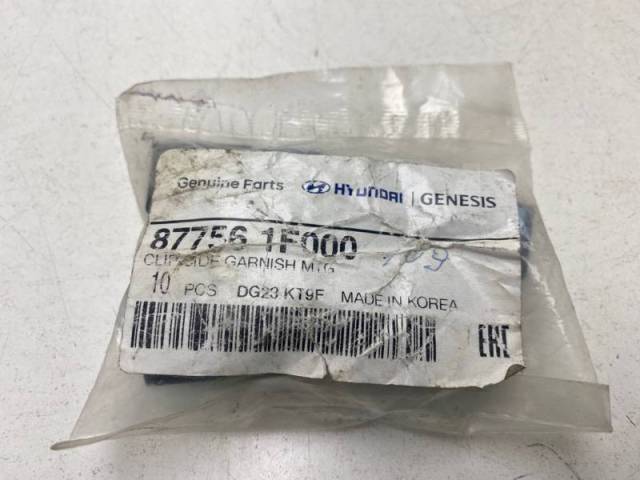 Genuine Parts HYUNDAI | GENESIS
87756 1F000
CLIP-SIDE GARNISH MTG
10 PCS DG23 KT9F MADE IN KOREA
EAC